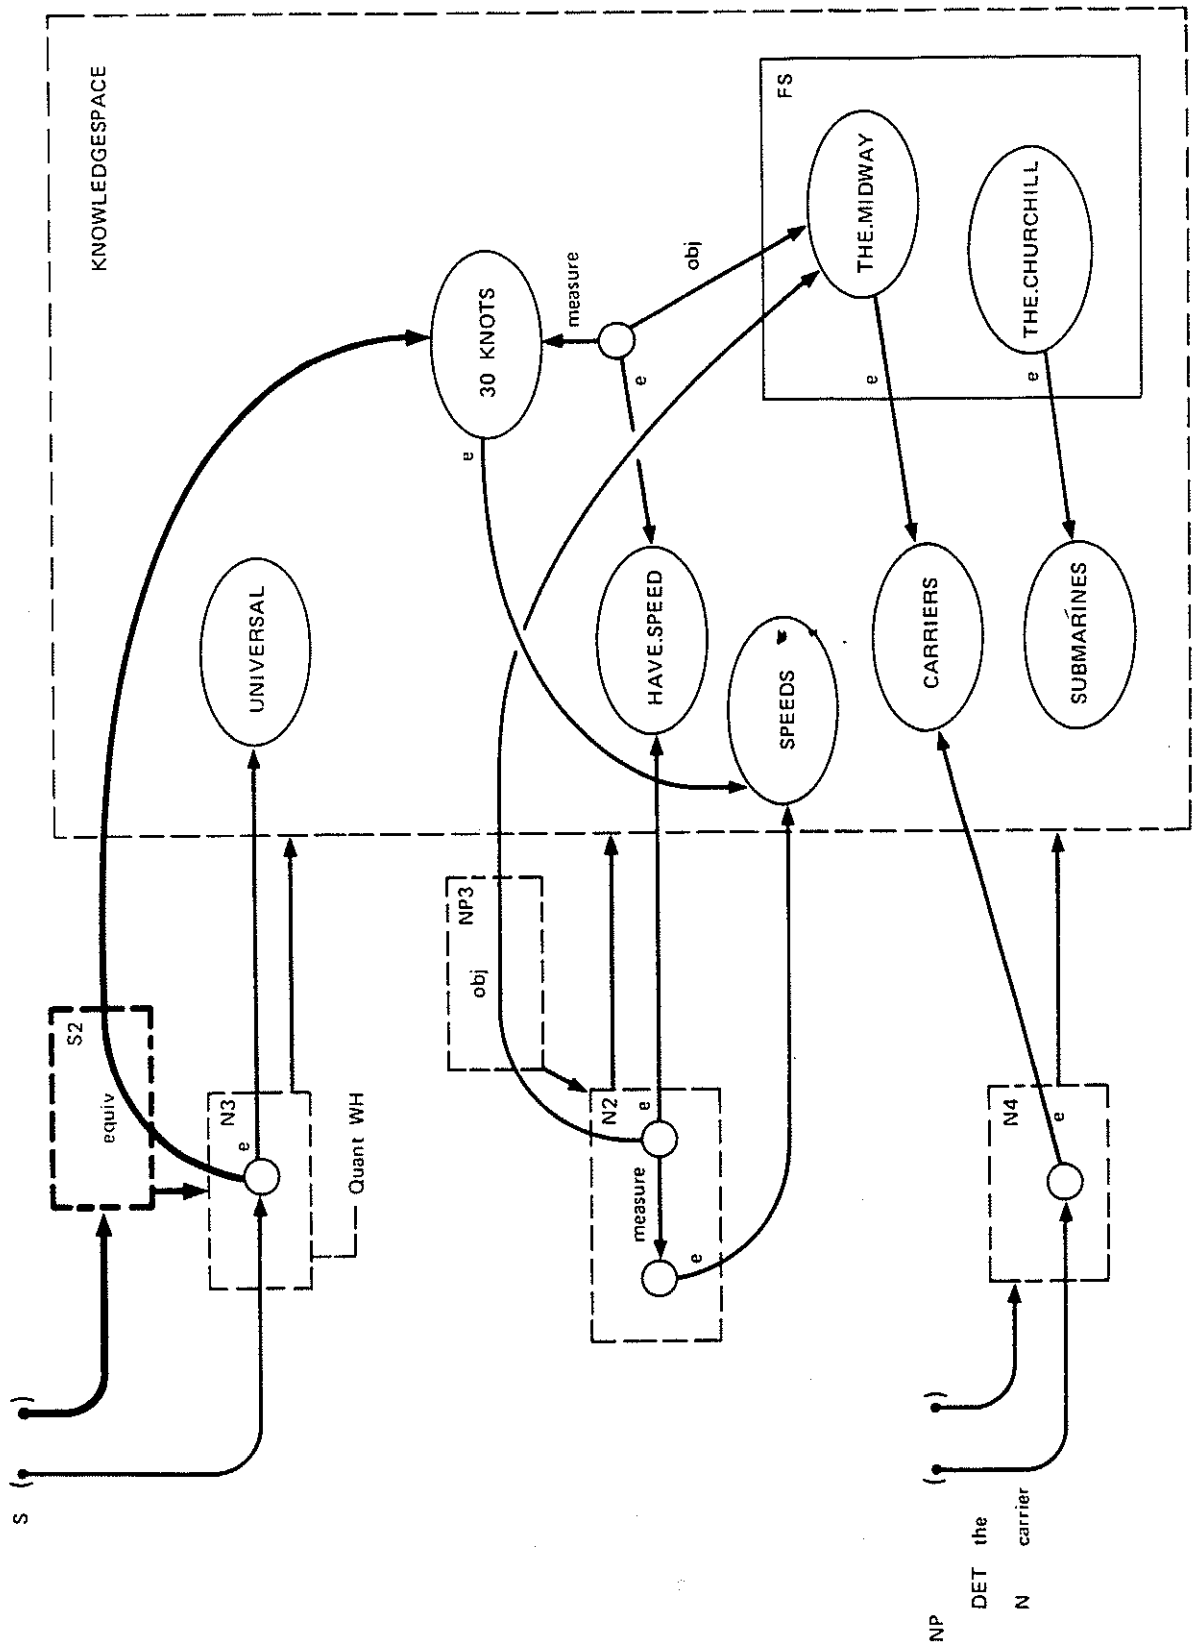 S ( )
S2
equiv
KNOWLEDGESPACE
N3
e
UNIVERSAL
Quant WH
NP3
obj
e
30 KNOTS
measure
obj
N2
measure
e
e
HAVE.SPEED
e
SPEEDS
FS
e
THE.MIDWAY
CARRIERS
NP ( )
DET the
N carrier
N4
e
e
THE.CHURCHILL
SUBMARINES